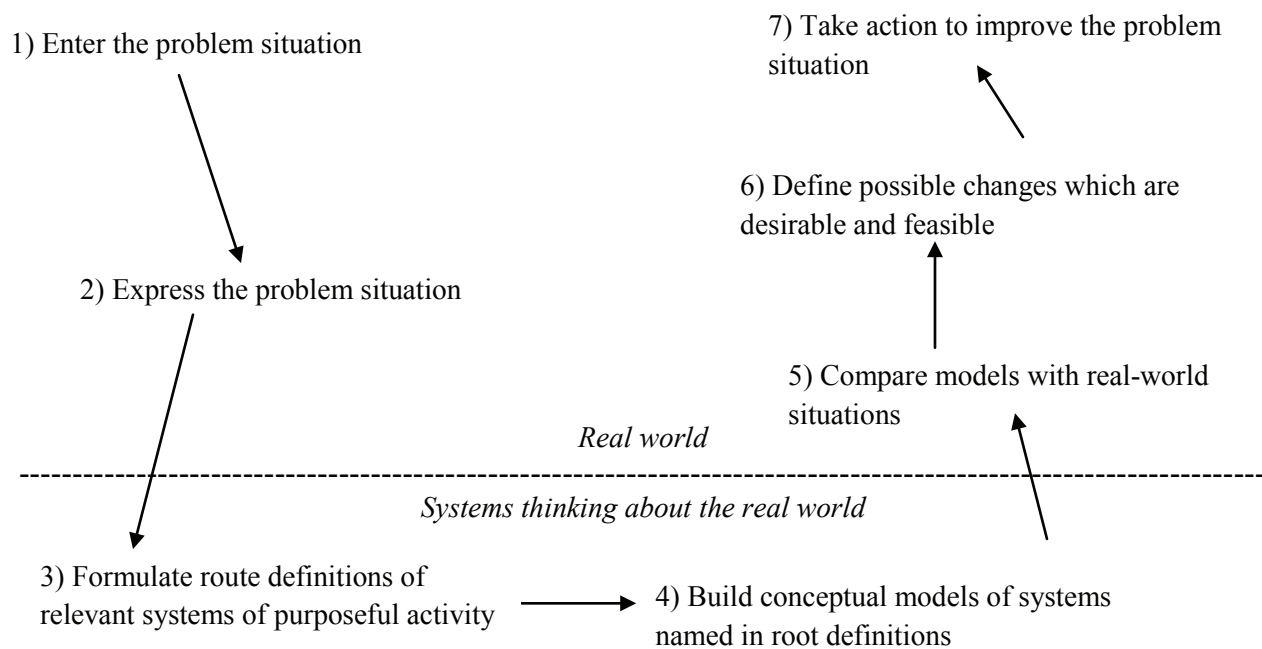 1) Enter the problem situation
2) Express the problem situation
3) Formulate route definitions of
relevant systems of purposeful activity
4) Build conceptual models of systems
named in root definitions
5) Compare models with real-world
situations
6) Define possible changes which are
desirable and feasible
7) Take action to improve the problem
situation
Real world
Systems thinking about the real world